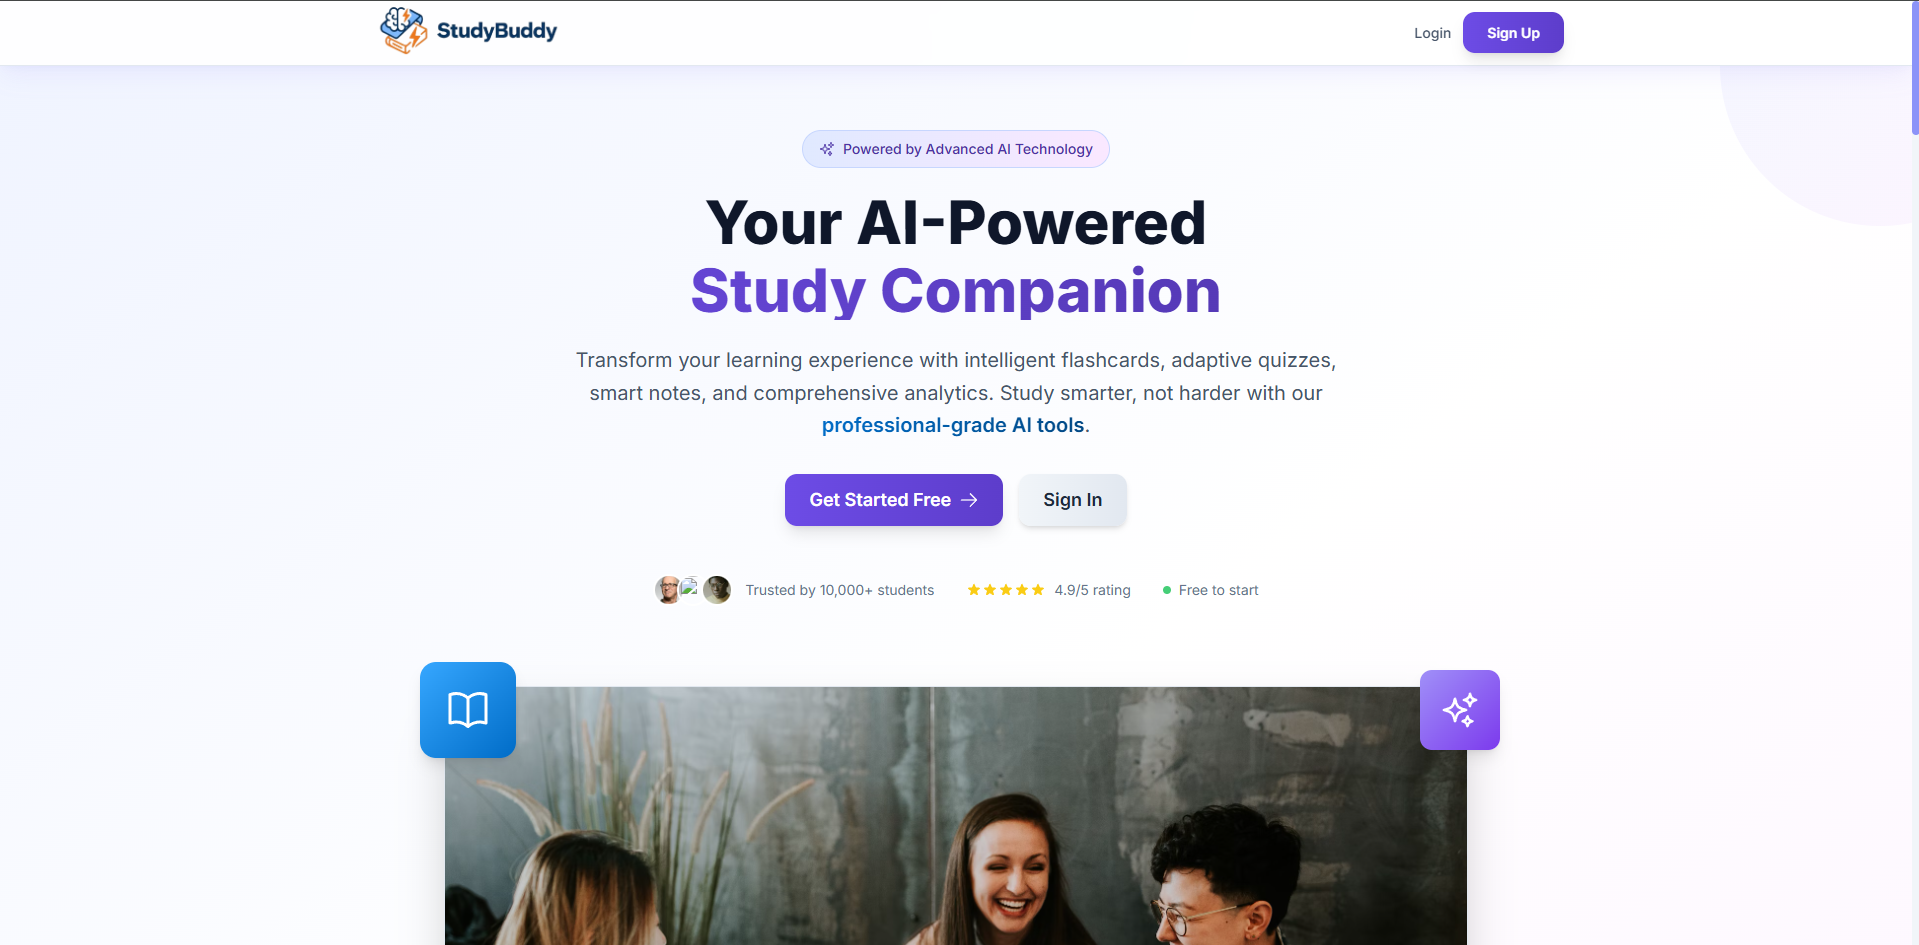 StudyBuddy
Login
Sign Up
Powered by Advanced AI Technology
Your AI-Powered
Study Companion
Transform your learning experience with intelligent flashcards, adaptive quizzes,
smart notes, and comprehensive analytics. Study smarter, not harder with our
professional-grade AI tools.
Get Started Free
Sign In
Trusted by 10,000+ students
4.9/5 rating
Free to start